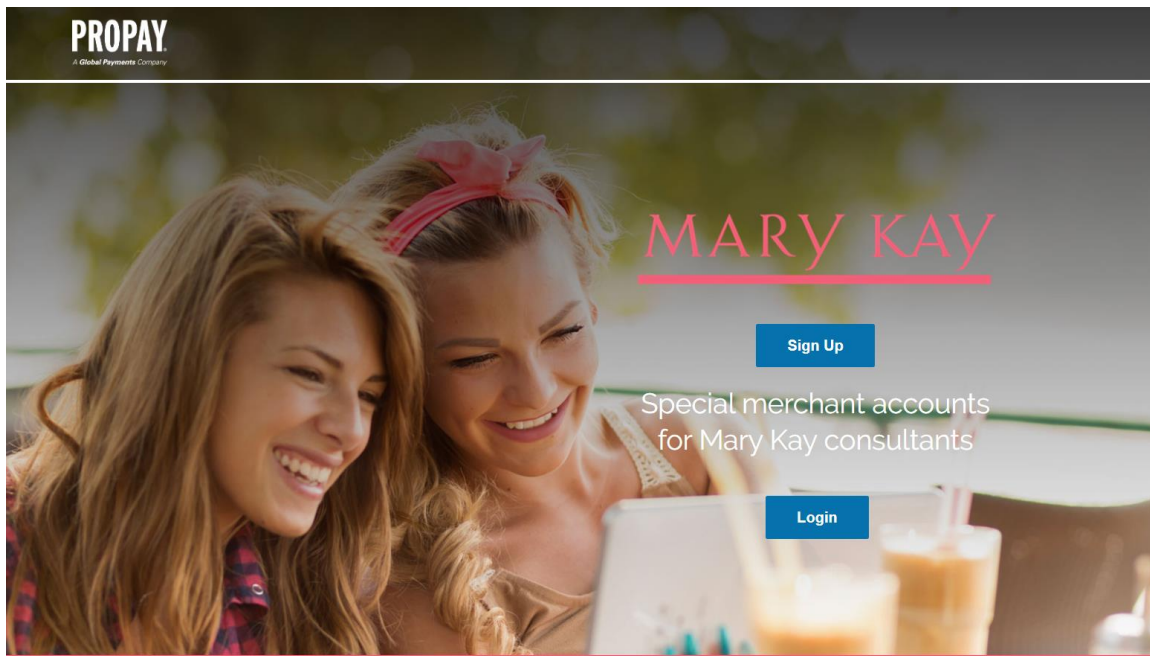 PROPAY
A Global Payments Company
MARY KAY
Sign Up
Special merchant accounts
for Mary Kay consultants
Login